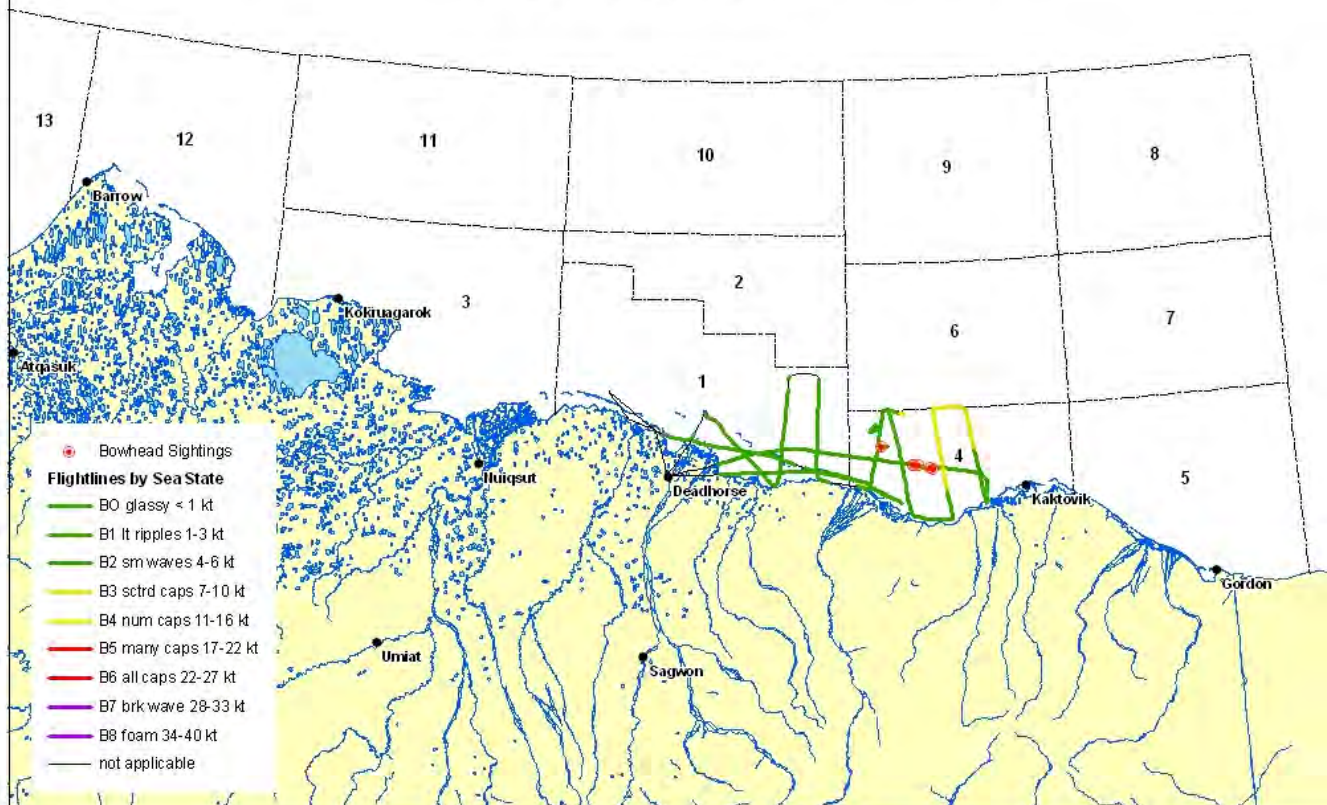 13
12
11
10
9
8
Barrow
Kokruagarok
3
2
6
7
Atqasuk
1
4
5
Nuiqsut
Deadhorse
Kaktovik
Gordon
Umiat
Sagwon
Bowhead Sightings
Flightlines by Sea State
B0 glassy < 1 kt
B1 lt ripples 1-3 kt
B2 sm waves 4-6 kt
B3 sctrd caps 7-10 kt
B4 num caps 11-16 kt
B5 many caps 17-22 kt
B6 all caps 22-27 kt
B7 brk wave 28-33 kt
B8 foam 34-40 kt
not applicable